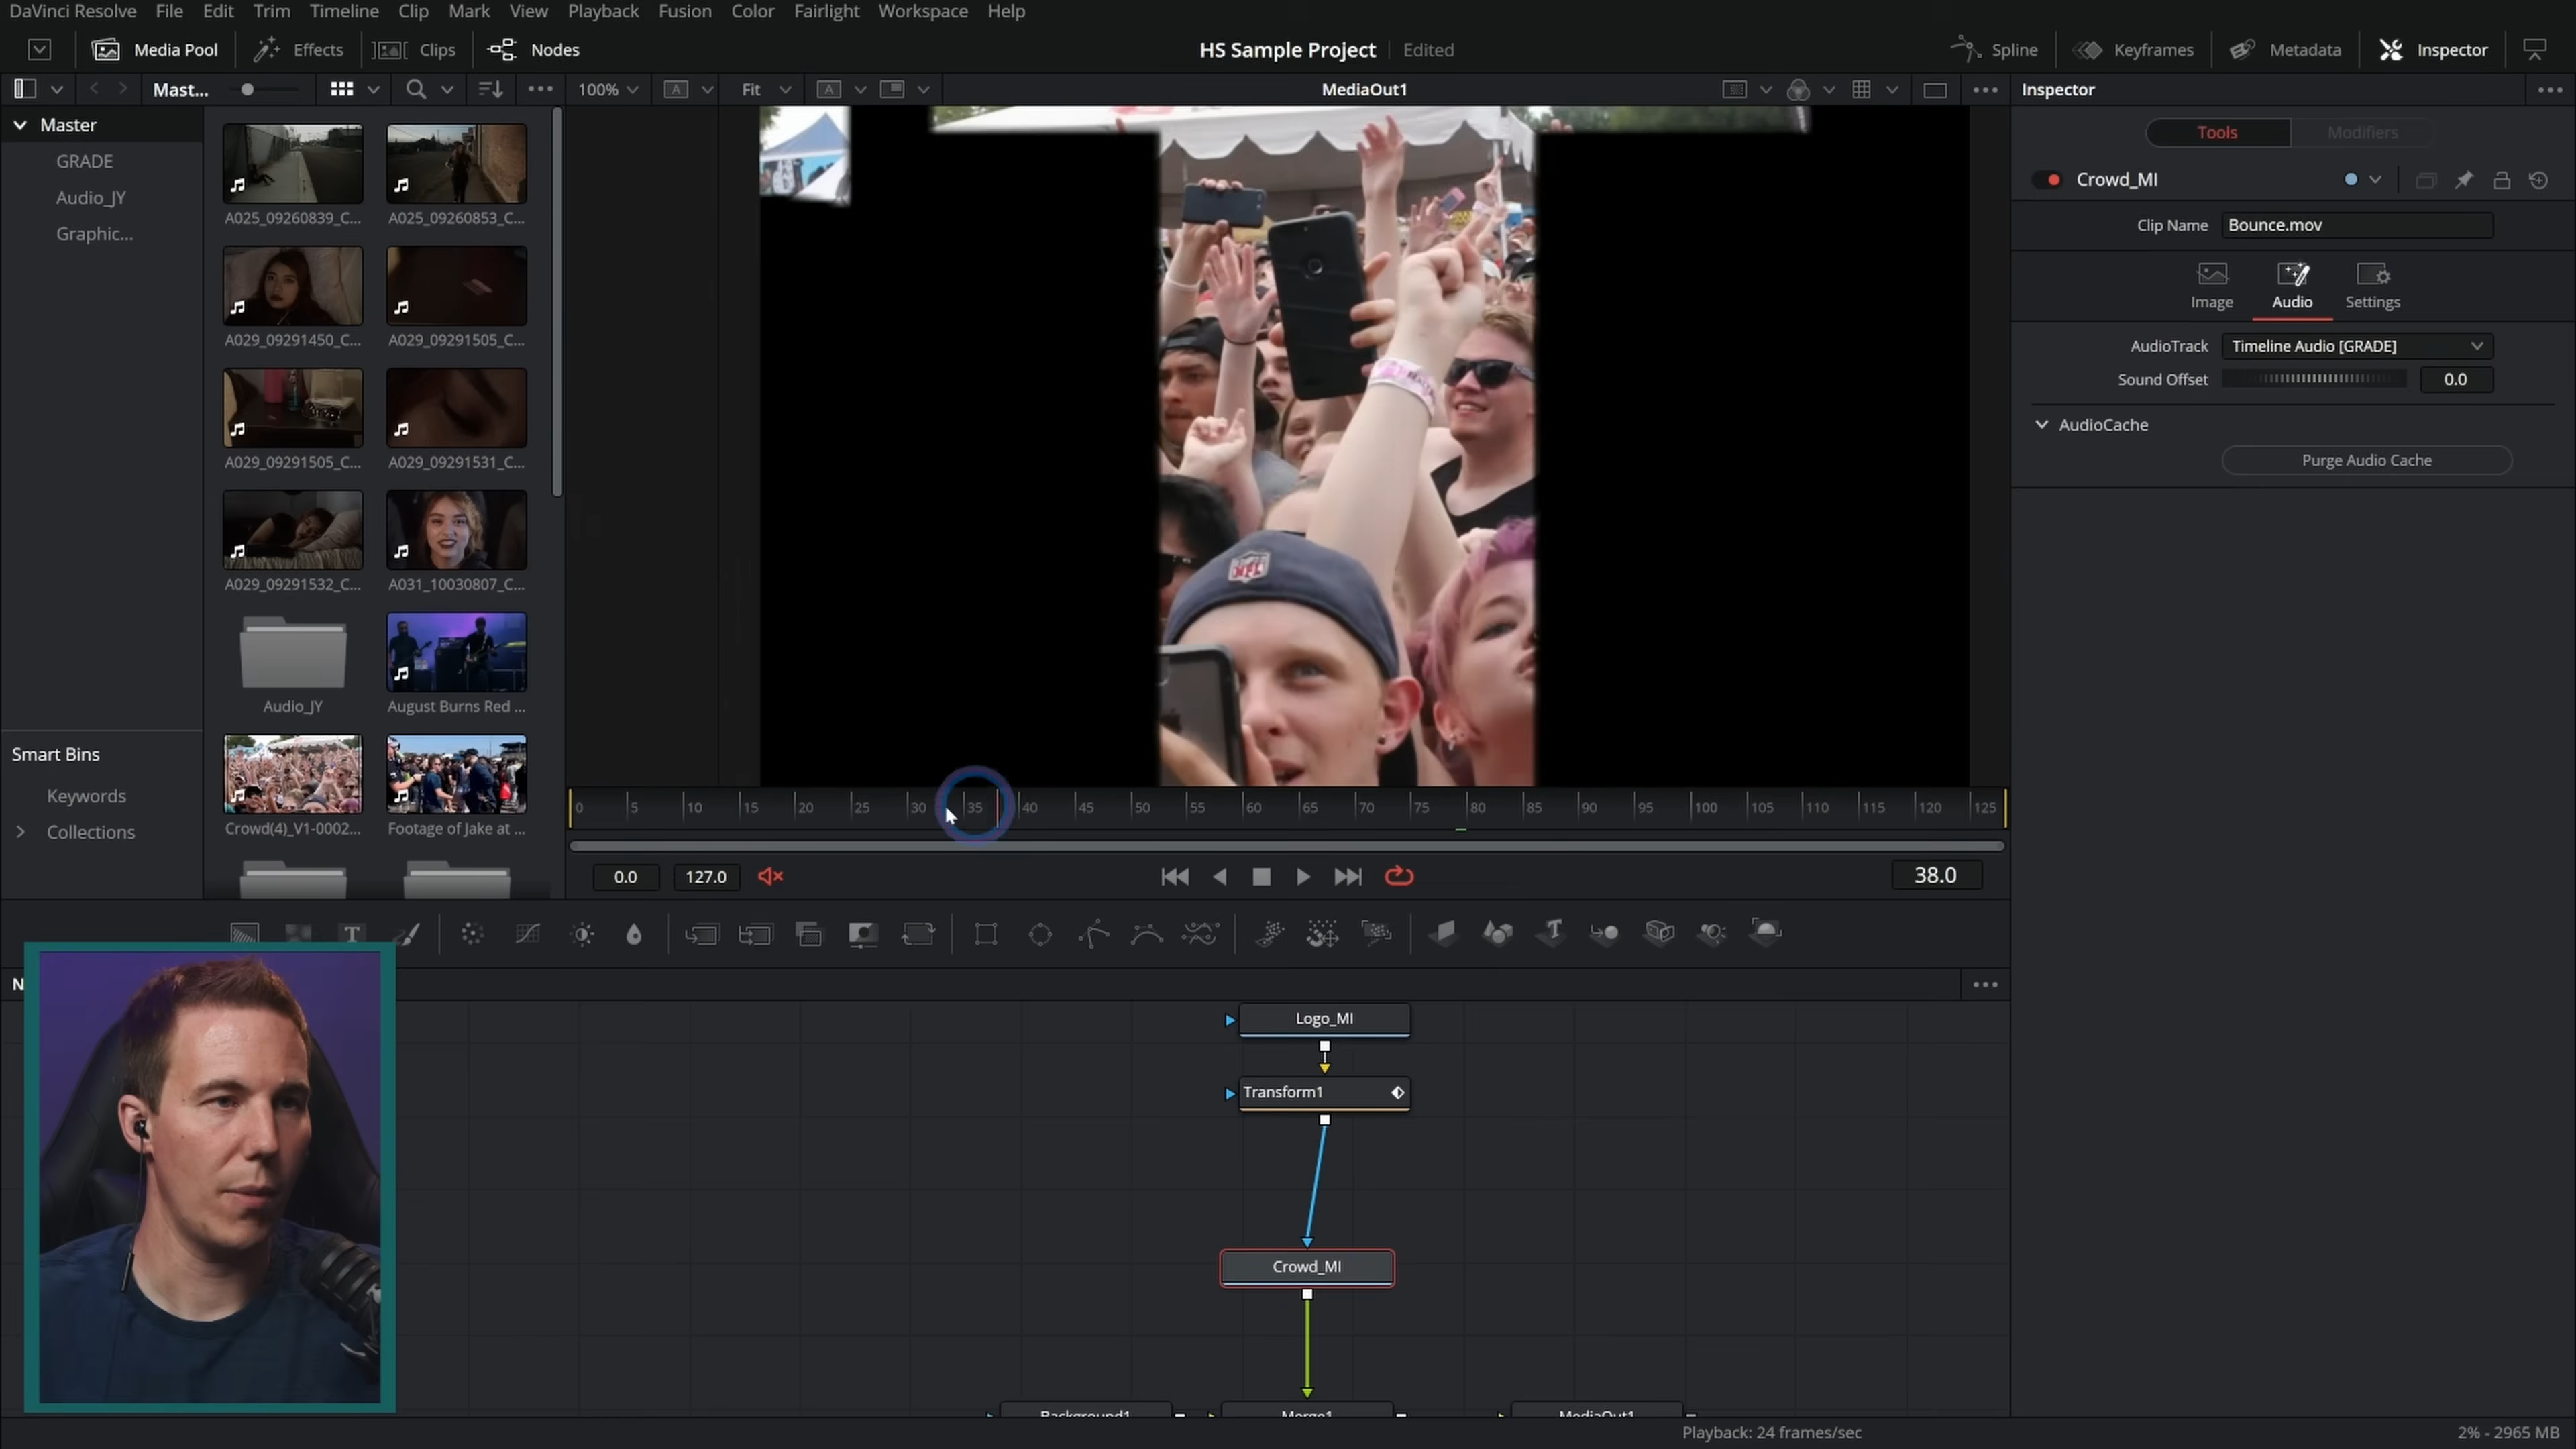 DaVinci Resolve File Edit Trim Timeline Clip Mark View Playback Fusion Color Fairlight Workspace Help
Media Pool Effects Clips Nodes HS Sample Project Edited Spline Keyframes Metadata Inspector
Mast... 100% A Fit A MediaOut1 Inspector
Master
GRADE
Audio_JY
Graphic...
Smart Bins
Keywords
Collections
A025_09260839_C... A025_09260853_C...
A029_09291450_C... A029_09291505_C...
A029_09291505_C... A029_09291531_C...
A029_09291532_C... A031_10030807_C...
Audio_JY August Burns Red ...
Crowd(4)_V1-0002... Footage of Jake at ...
NFL
0 5 10 15 20 25 30 35 40 45 50 55 60 65 70 75 80 85 90 95 100 105 110 115 120 125
0.0 127.0 38.0
Tools Modifiers
Crowd_MI
Clip Name Bounce.mov
Image Audio Settings
AudioTrack Timeline Audio [GRADE]
Sound Offset 0.0
AudioCache
Purge Audio Cache
T T
N
Logo_MI
Transform1
Crowd_MI
Background1 Merge1 MediaOut1
Playback: 24 frames/sec 2% - 2965 MB